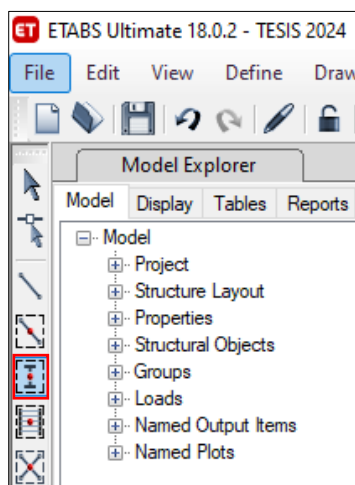 ET ETABS Ultimate 18.0.2 - TESIS 2024
File Edit View Define Draw
Model Explorer
Model Display Tables Reports
Model
Project
Structure Layout
Properties
Structural Objects
Groups
Loads
Named Output Items
Named Plots